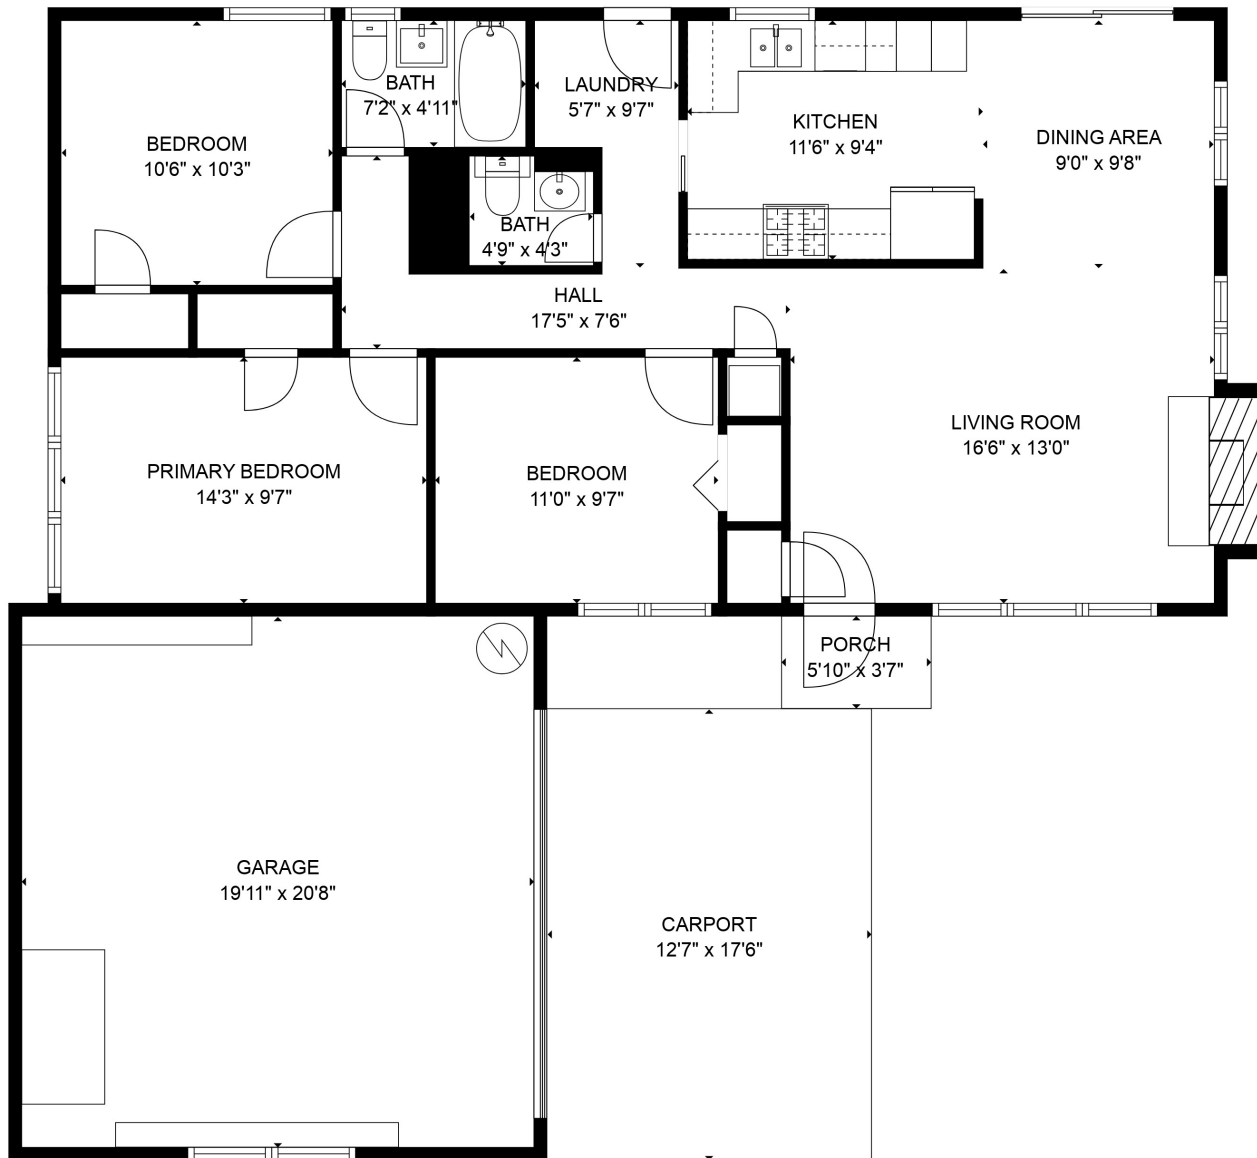 BATH
7'2" x 4'11"
LAUNDRY
5'7" x 9'7"
KITCHEN
11'6" x 9'4"
DINING AREA
9'0" x 9'8"
BEDROOM
10'6" x 10'3"
BATH
4'9" x 4'3"
HALL
17'5" x 7'6"
LIVING ROOM
16'6" x 13'0"
PRIMARY BEDROOM
14'3" x 9'7"
BEDROOM
11'0" x 9'7"
PORCH
5'10" x 3'7"
GARAGE
19'11" x 20'8"
CARPORT
12'7" x 17'6"